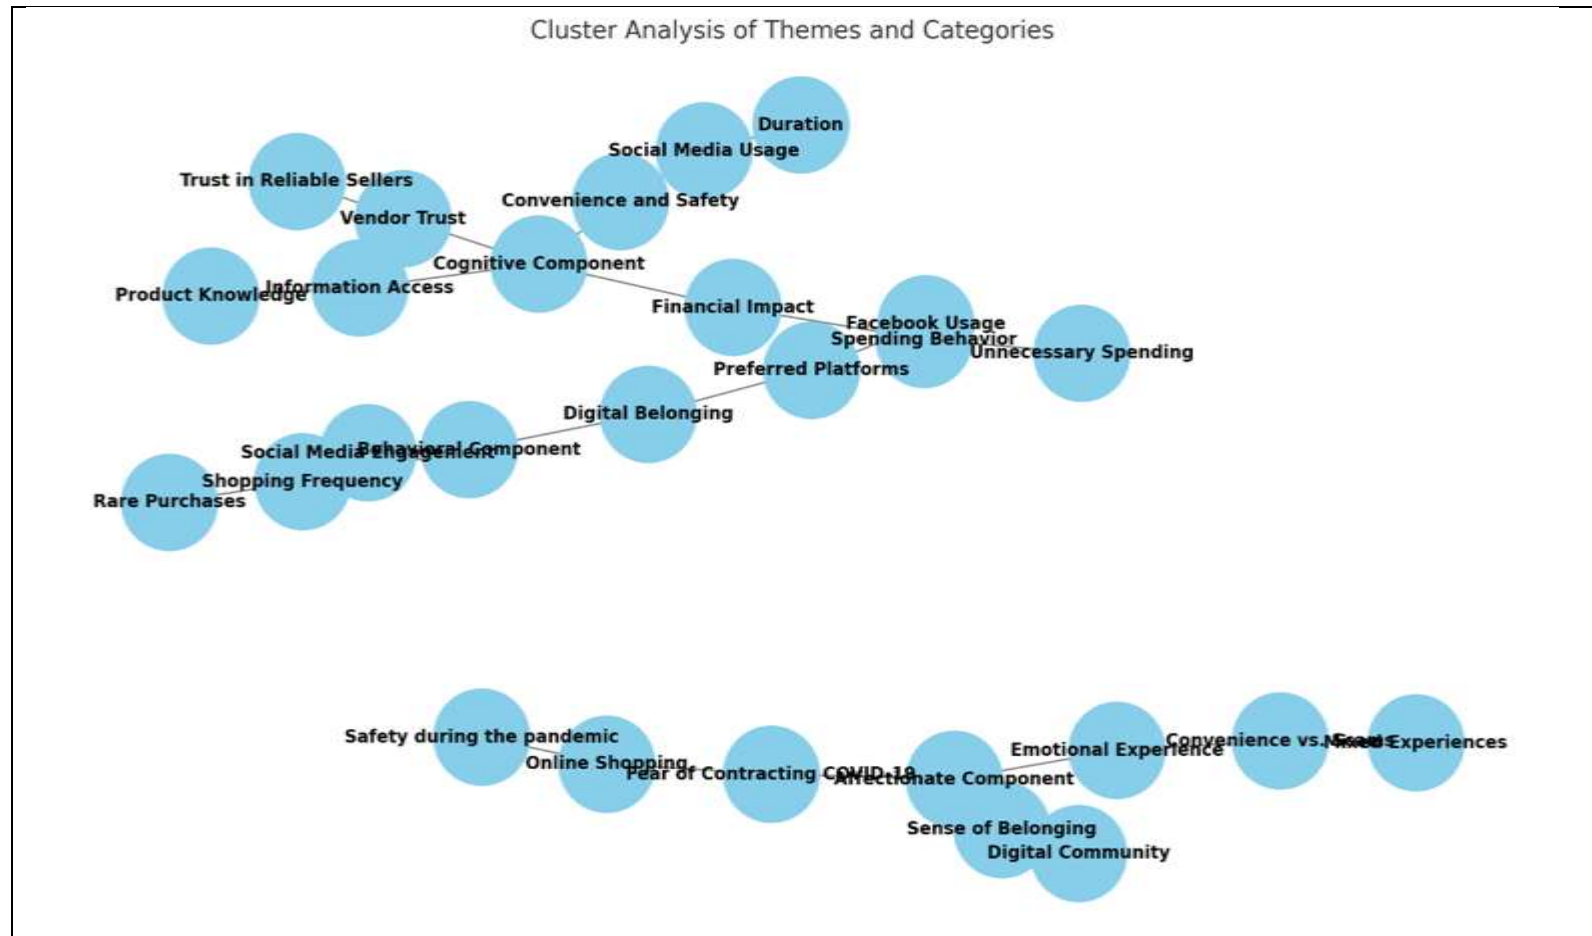 Cluster Analysis of Themes and Categories
Duration
Social Media Usage
Trust in Reliable Sellers
Convenience and Safety
Vendor Trust
Cognitive Component
Information Access
Product Knowledge
Financial Impact
Facebook Usage
Spending Behavior
Unnecessary Spending
Preferred Platforms
Digital Belonging
Behavioral Component
Social Media Engagement
Shopping Frequency
Rare Purchases
Safety during the pandemic
Online Shopping
Fear of Contracting COVID-19
Affectionate Component
Emotional Experience
Convenience vs. Scams
Mixed Experiences
Sense of Belonging
Digital Community